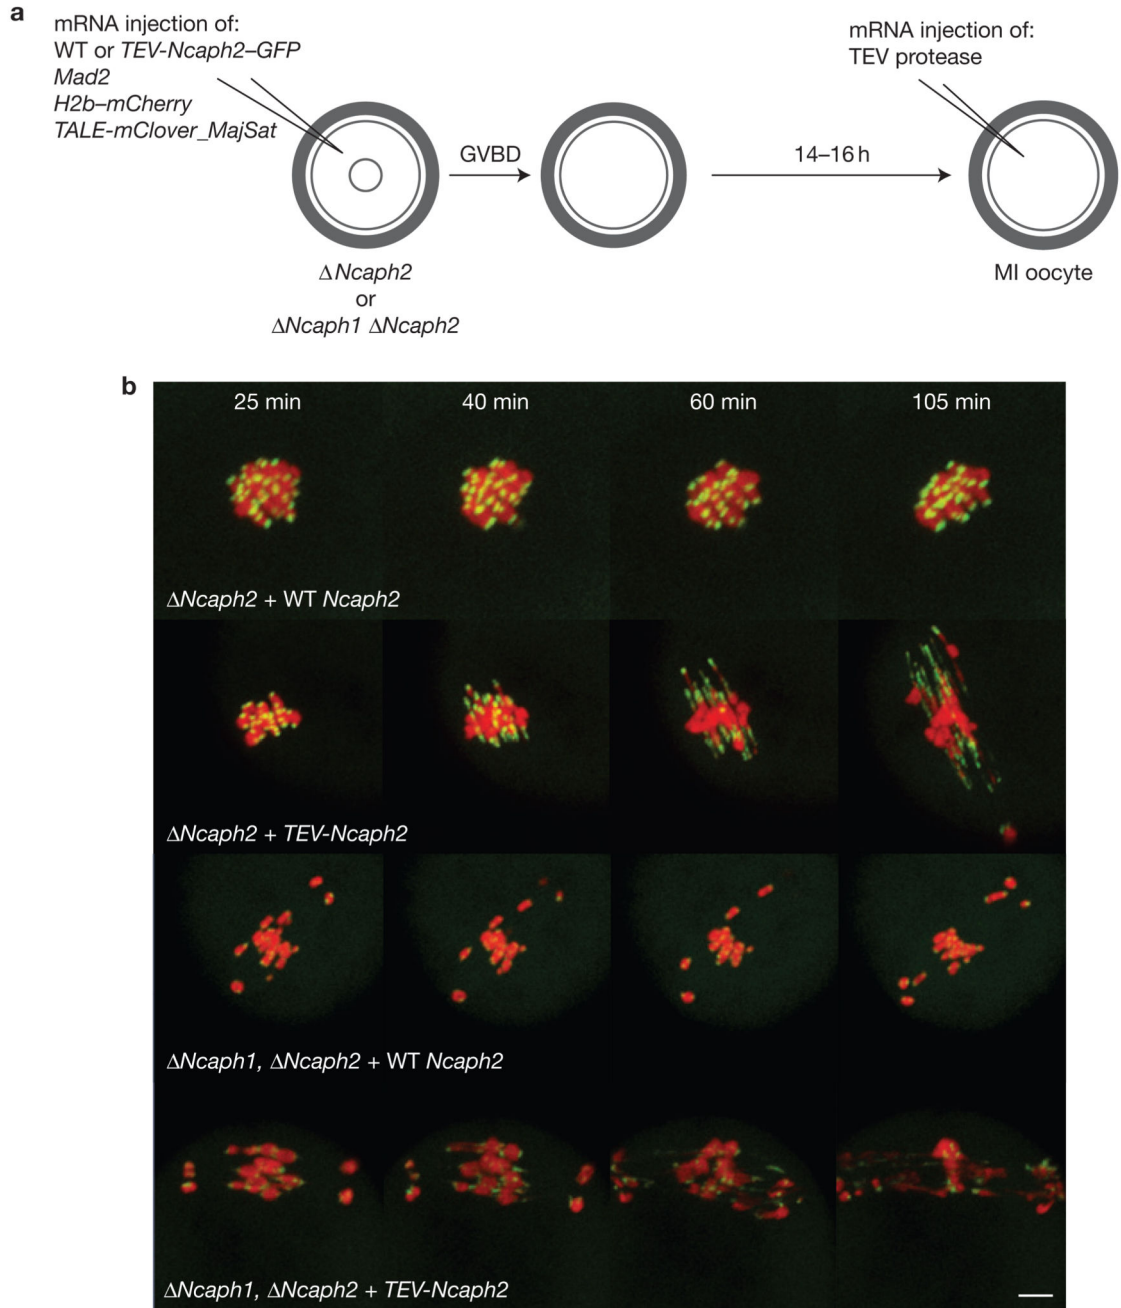 a
mRNA injection of:
WT or TEV-Ncaph2–GFP
Mad2
H2b–mCherry
TALE-mClover_MajSat
mRNA injection of:
TEV protease
GVBD
14–16 h
ΔNcaph2
or
ΔNcaph1 ΔNcaph2
MI oocyte
b
25 min
40 min
60 min
105 min
ΔNcaph2 + WT Ncaph2
ΔNcaph2 + TEV-Ncaph2
ΔNcaph1, ΔNcaph2 + WT Ncaph2
ΔNcaph1, ΔNcaph2 + TEV-Ncaph2